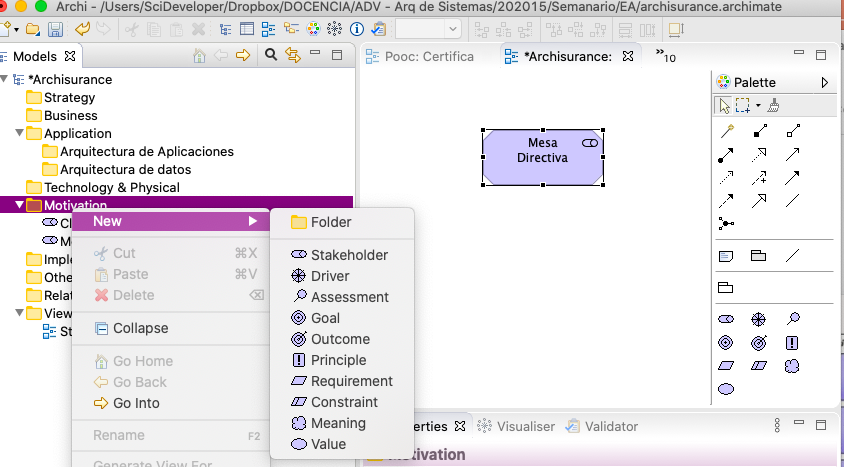 Archi - /Users/SciDeveloper/Dropbox/DOCENCIA/ADV - Arq de Sistemas/202015/Semanario/EA/archisurance.archimate
Models
Pooc: Certifica
*Archisurance:
»10
*Archisurance
Strategy
Business
Application
Arquitectura de Aplicaciones
Arquitectura de datos
Technology & Physical
Motivation
Cl
M
Imple
Othe
Relat
View
St
New
Cut ⌘X
Paste ⌘V
Delete ⌫
Collapse
Go Home
Go Back
Go Into
Rename F2
Generate View For
Folder
Stakeholder
Driver
Assessment
Goal
Outcome
Principle
Requirement
Constraint
Meaning
Value
Mesa
Directiva
Palette
erties
Visualiser
Validator
Motivation